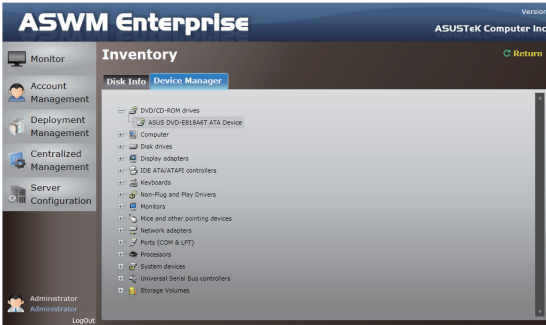 ASWM Enterprise
Version
ASUSTeK Computer Inc
Monitor
Account
Management
Deployment
Management
Centralized
Management
Server
Configuration
Administrator
Administrator
LogOut
Inventory
Return
Disk Info Device Manager
DVD/CD-ROM drives
ASUS DVD-E818A6T ATA Device
Computer
Disk drives
Display adapters
IDE ATA/ATAPI controllers
Keyboards
Non-Plug and Play Drivers
Monitors
Mice and other pointing devices
Network adapters
Ports (COM & LPT)
Processors
System devices
Universal Serial Bus controllers
Storage Volumes